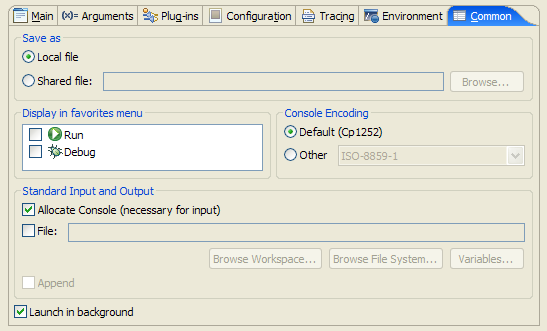 Main (x)= Arguments Plug-ins Configuration Tracing Environment Common
Save as
Local file
Shared file: Browse...
Display in favorites menu
Run
Debug
Console Encoding
Default (Cp1252)
Other ISO-8859-1
Standard Input and Output
Allocate Console (necessary for input)
File:
Browse Workspace... Browse File System... Variables...
Append
Launch in background